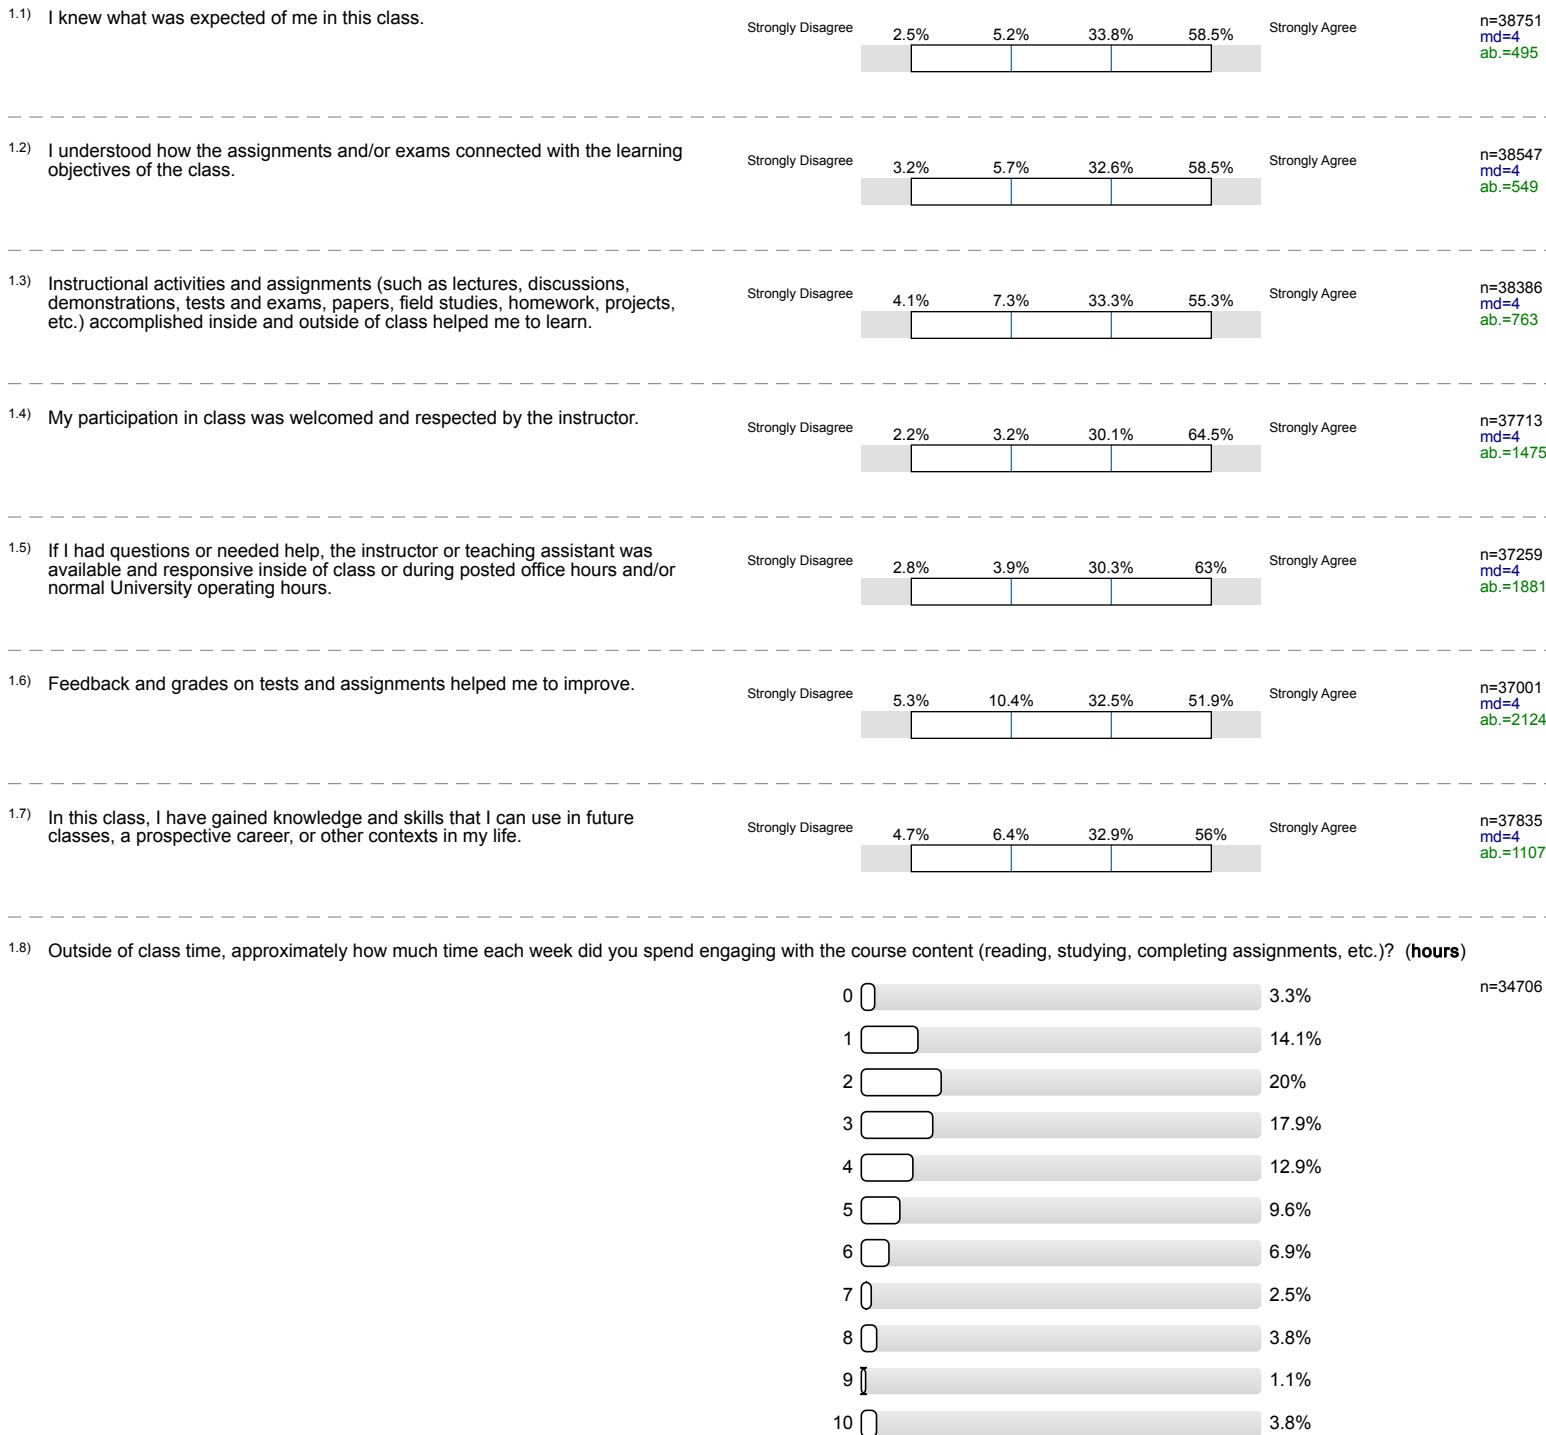 1.1) I knew what was expected of me in this class.
Strongly Disagree 2.5% 5.2% 33.8% 58.5% Strongly Agree n=38751
md=4
ab.=495
1.2) I understood how the assignments and/or exams connected with the learning
objectives of the class.
Strongly Disagree 3.2% 5.7% 32.6% 58.5% Strongly Agree n=38547
md=4
ab.=549
1.3) Instructional activities and assignments (such as lectures, discussions,
demonstrations, tests and exams, papers, field studies, homework, projects,
etc.) accomplished inside and outside of class helped me to learn.
Strongly Disagree 4.1% 7.3% 33.3% 55.3% Strongly Agree n=38386
md=4
ab.=763
1.4) My participation in class was welcomed and respected by the instructor.
Strongly Disagree 2.2% 3.2% 30.1% 64.5% Strongly Agree n=37713
md=4
ab.=1475
1.5) If I had questions or needed help, the instructor or teaching assistant was
available and responsive inside of class or during posted office hours and/or
normal University operating hours.
Strongly Disagree 2.8% 3.9% 30.3% 63% Strongly Agree n=37259
md=4
ab.=1881
1.6) Feedback and grades on tests and assignments helped me to improve.
Strongly Disagree 5.3% 10.4% 32.5% 51.9% Strongly Agree n=37001
md=4
ab.=2124
1.7) In this class, I have gained knowledge and skills that I can use in future
classes, a prospective career, or other contexts in my life.
Strongly Disagree 4.7% 6.4% 32.9% 56% Strongly Agree n=37835
md=4
ab.=1107
1.8) Outside of class time, approximately how much time each week did you spend engaging with the course content (reading, studying, completing assignments, etc.)? (hours)
n=34706
0 3.3%
1 14.1%
2 20%
3 17.9%
4 12.9%
5 9.6%
6 6.9%
7 2.5%
8 3.8%
9 1.1%
10 3.8%